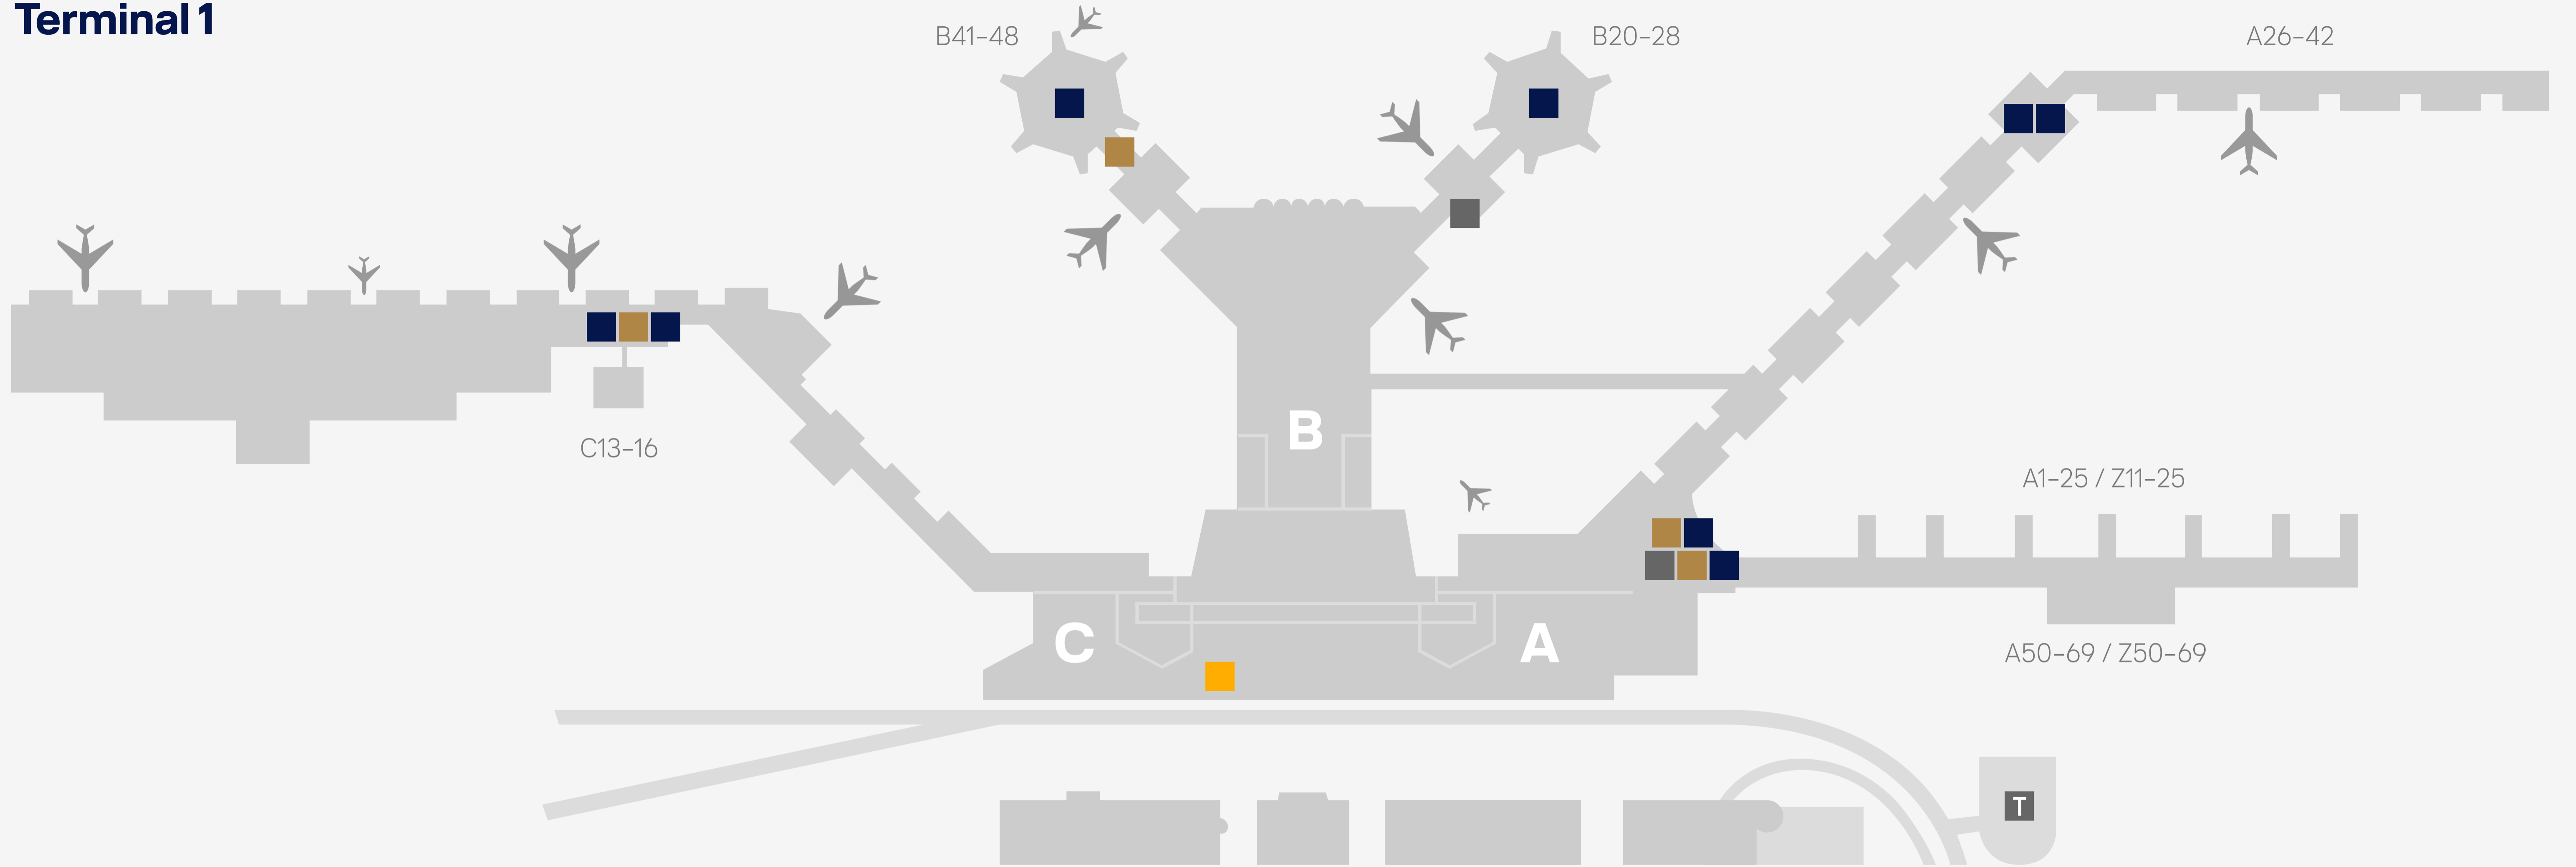 Terminal 1
B41-48
B20-28
A26-42
B
C13-16
A1-25 / Z11-25
C
A
A50-69 / Z50-69
T